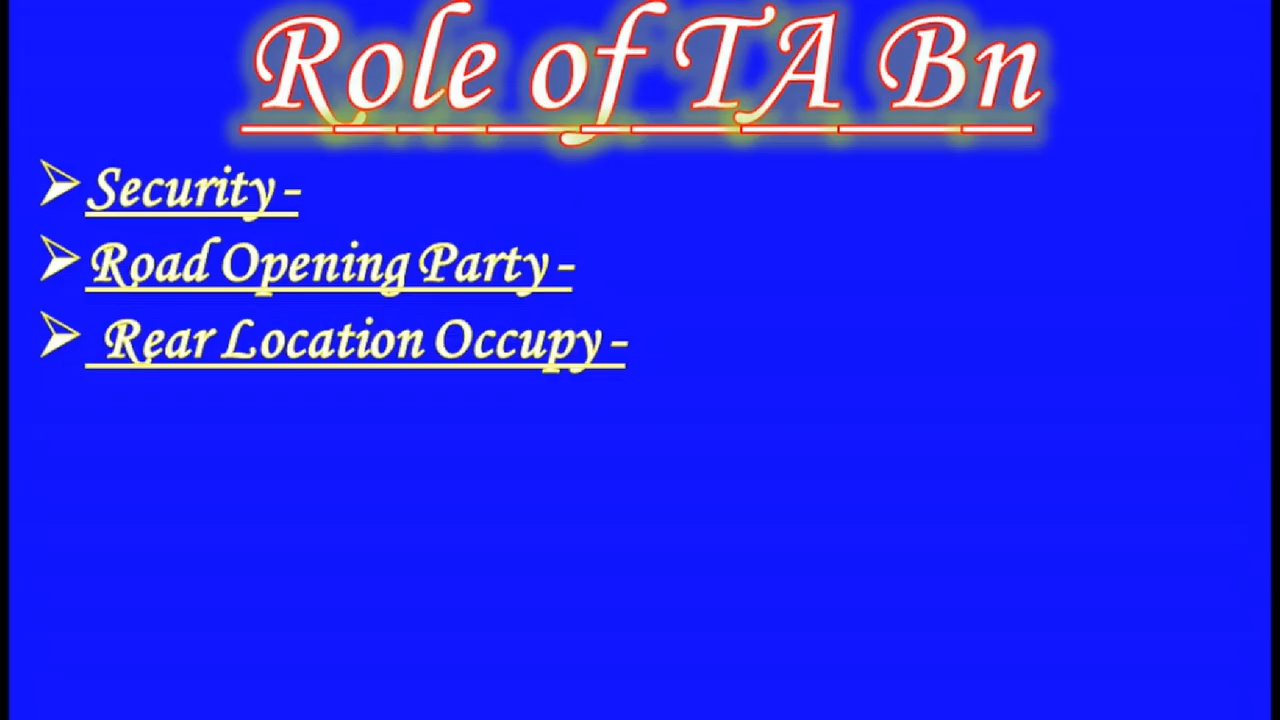 Role of TA Bn
Security -
Road Opening Party -
Rear Location Occupy -